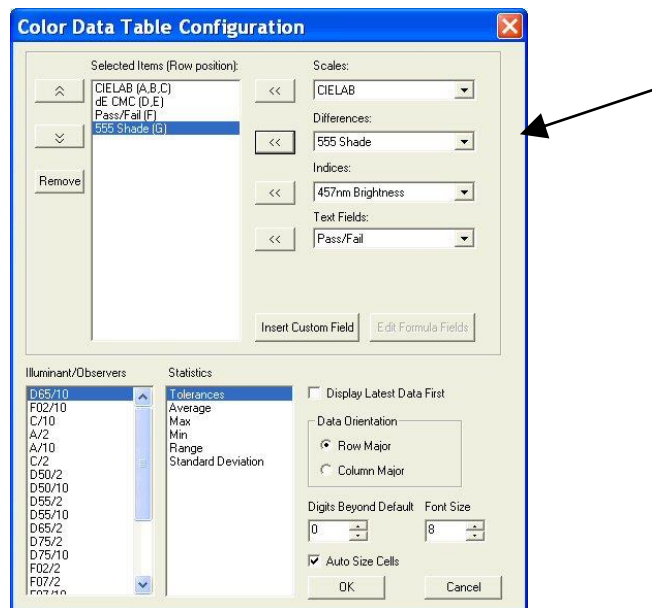 Color Data Table Configuration
Selected Items (Row position):
CIELAB (A,B,C)
dE CMC (D,E)
Pass/Fail (F)
555 Shade (G)
Remove
Scales:
<< CIELAB
Differences:
<< 555 Shade
Indices:
<< 457nm Brightness
Text Fields:
<< Pass/Fail
Insert Custom Field Edit Formula Fields
Illuminant/Observers
D65/10
F02/10
C/10
A/2
A/10
C/2
D50/2
D50/10
D55/2
D55/10
D65/2
D75/2
D75/10
F02/2
F07/2
F07/10
Statistics
Tolerances
Average
Max
Min
Range
Standard Deviation
Display Latest Data First
Data Orientation
Row Major
Column Major
Digits Beyond Default Font Size
0 8
Auto Size Cells
OK Cancel